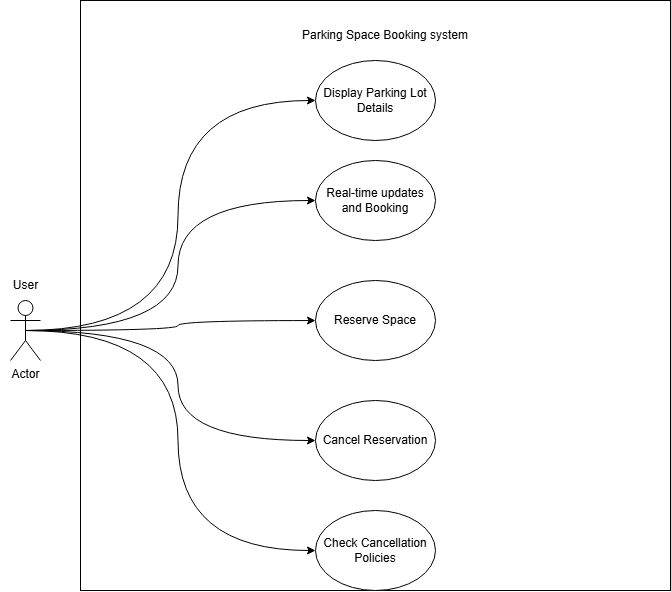 Parking Space Booking system
Display Parking Lot
Details
Real-time updates
and Booking
User
Reserve Space
Actor
Cancel Reservation
Check Cancellation
Policies